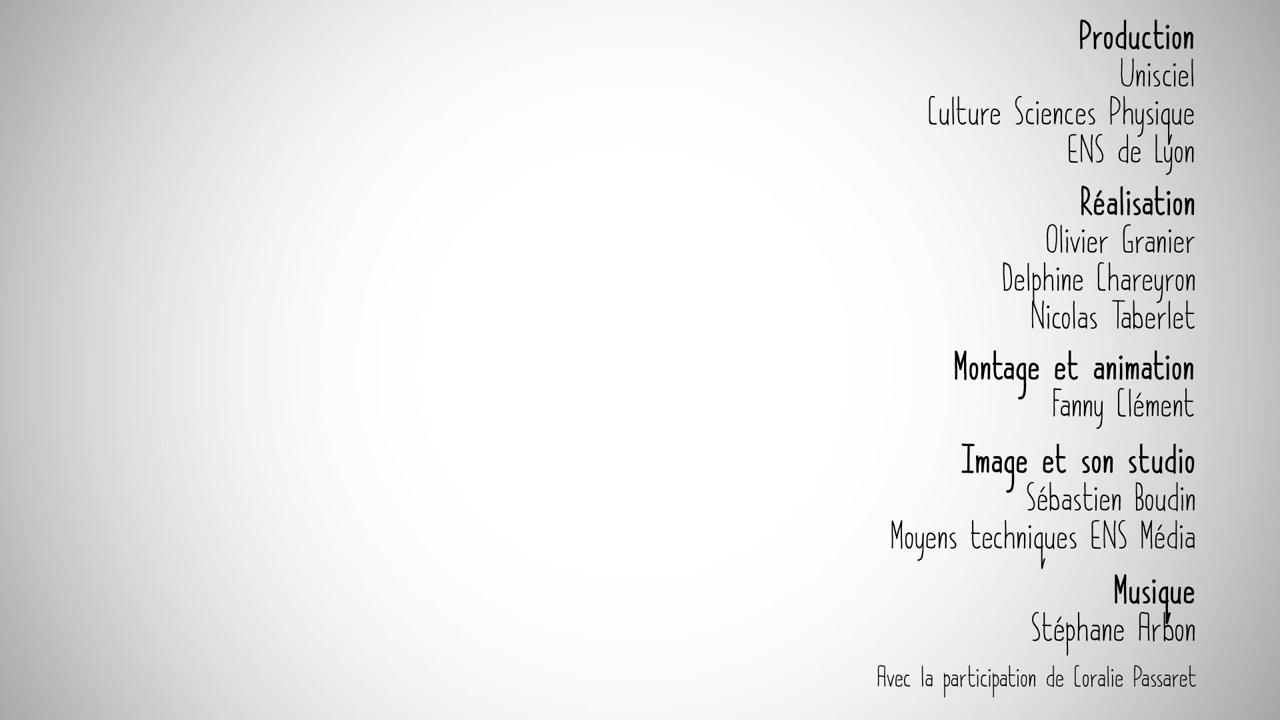 Production
Unisciel
Culture Sciences Physique
ENS de Lyon
Réalisation
Olivier Granier
Delphine Chareyron
Nicolas Taberlet
Montage et animation
Fanny Clément
Image et son studio
Sébastien Boudin
Moyens techniques ENS Média
Musique
Stéphane Arbon
Avec la participation de Coralie Passaret